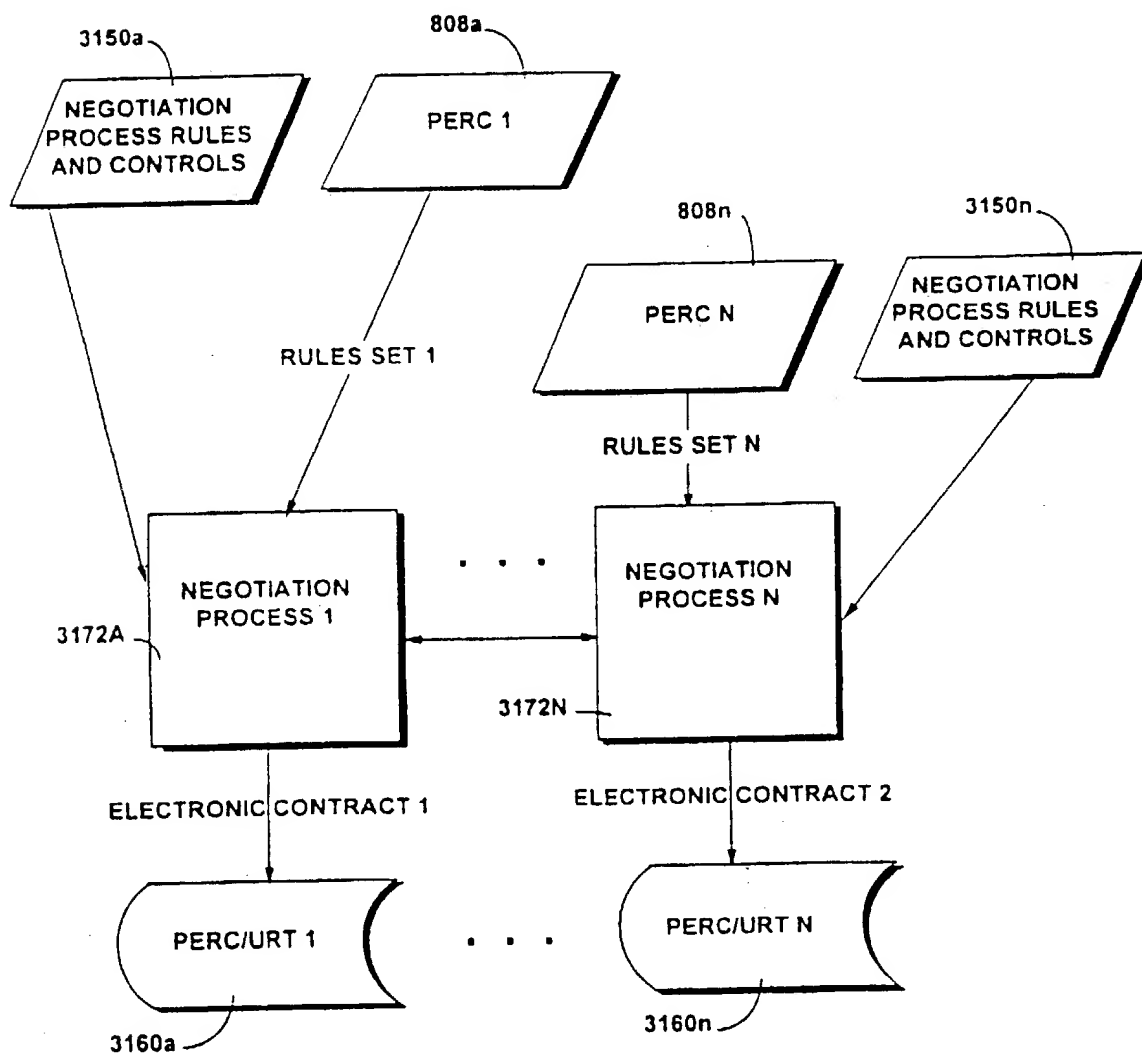 3150a
808a
NEGOTIATION
PROCESS RULES
AND CONTROLS
PERC 1
808n
3150n
PERC N
NEGOTIATION
PROCESS RULES
AND CONTROLS
RULES SET 1
RULES SET N
NEGOTIATION
PROCESS 1
. . .
NEGOTIATION
PROCESS N
3172A
3172N
ELECTRONIC CONTRACT 1
ELECTRONIC CONTRACT 2
PERC/URT 1
. . .
PERC/URT N
3160a
3160n